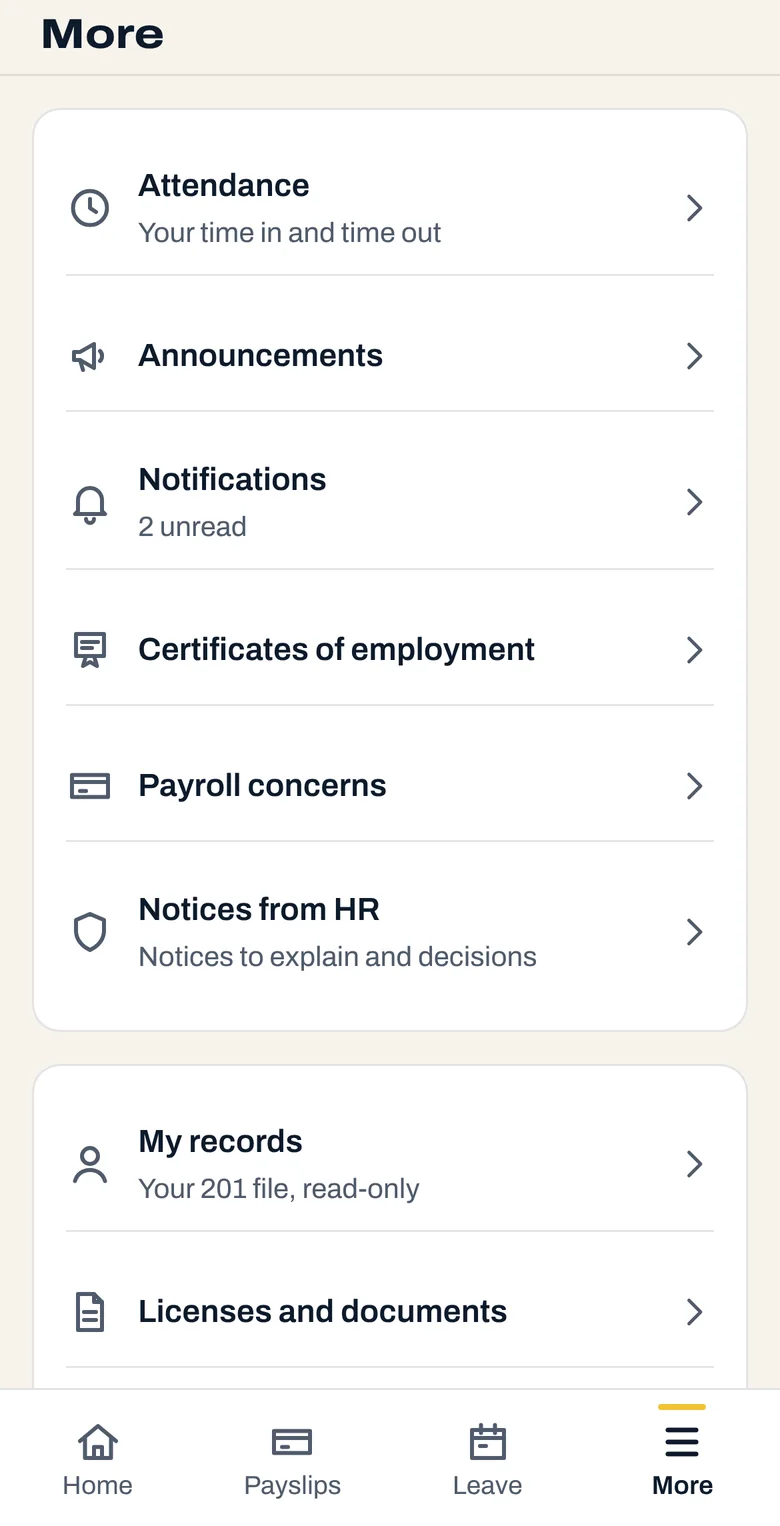 More
Attendance
Your time in and time out
Announcements
Notifications
2 unread
Certificates of employment
Payroll concerns
Notices from HR
Notices to explain and decisions
My records
Your 201 file, read-only
Licenses and documents
Home
Payslips
Leave
More